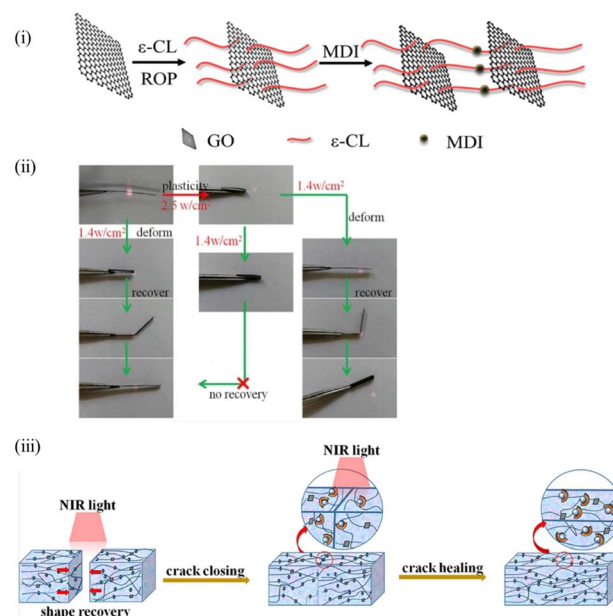 (i)
ε-CL
ROP
MDI
GO
ε-CL
MDI
(ii)
plasticity
2.5 w/cm²
1.4w/cm²
deform
1.4w/cm²
deform
1.4w/cm²
recover
recover
no recovery
(iii)
NIR light
NIR light
crack closing
crack healing
shape recovery